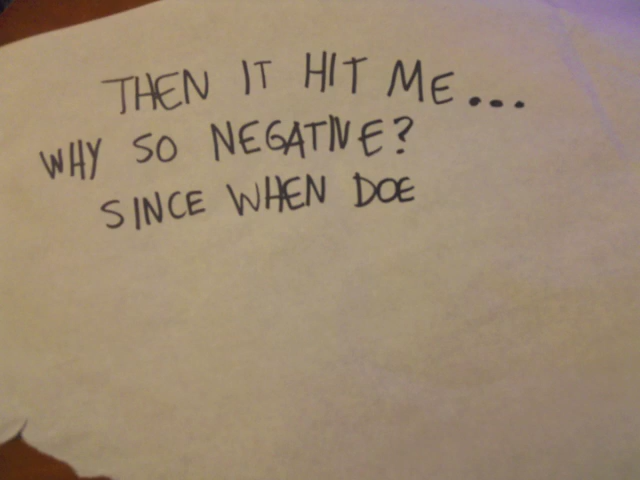 THEN IT HIT ME...
WHY SO NEGATIVE?
SINCE WHEN DOE